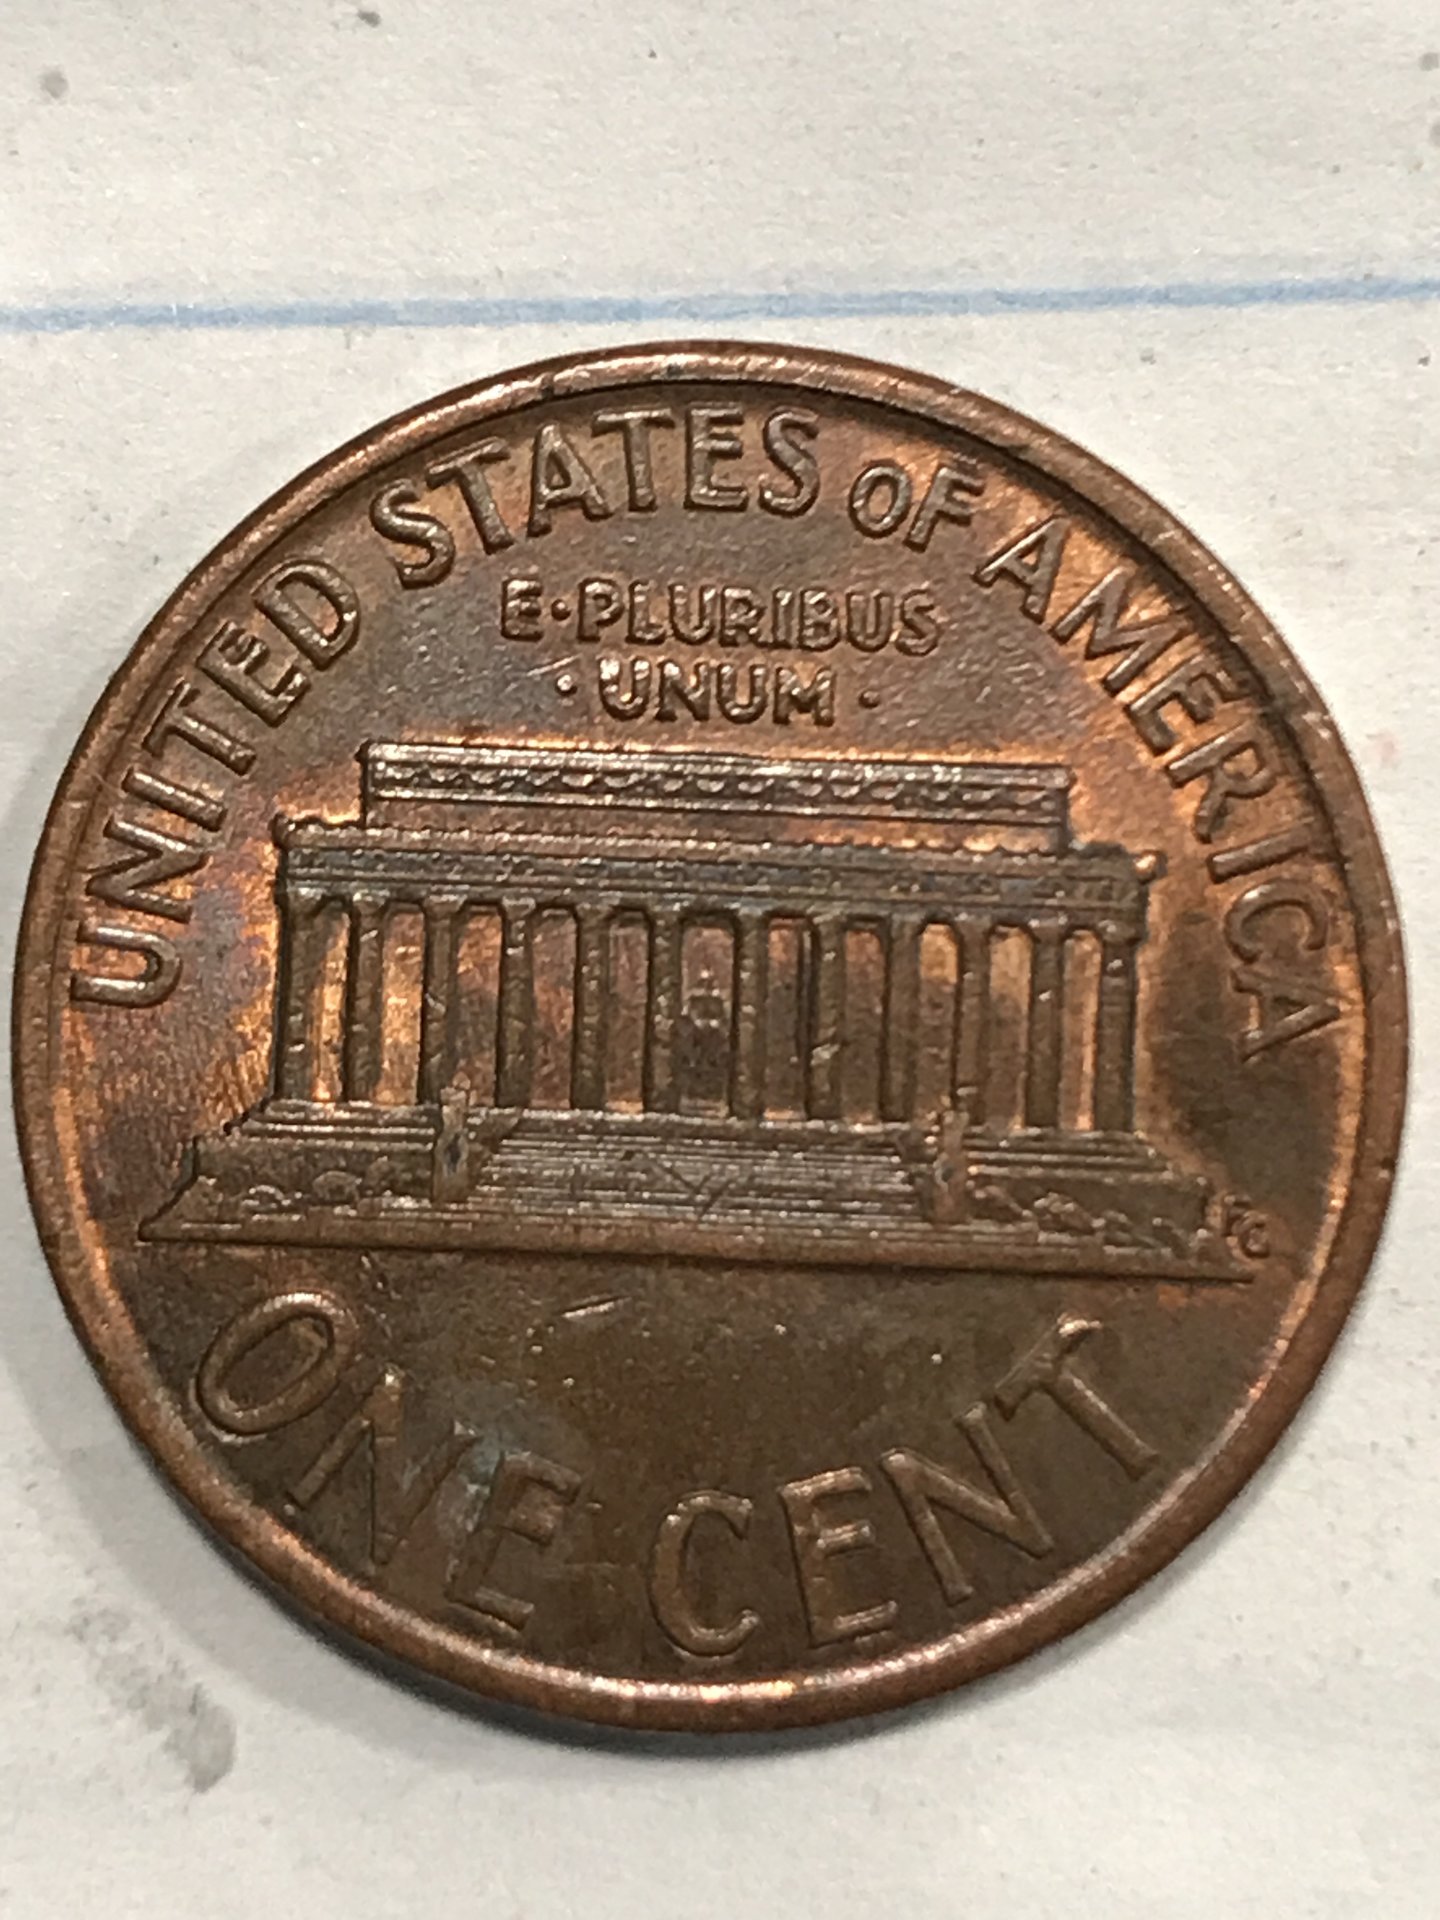 UNITED STATES OF AMERICA
E·PLURIBUS
·UNUM·
FG
ONE CENT